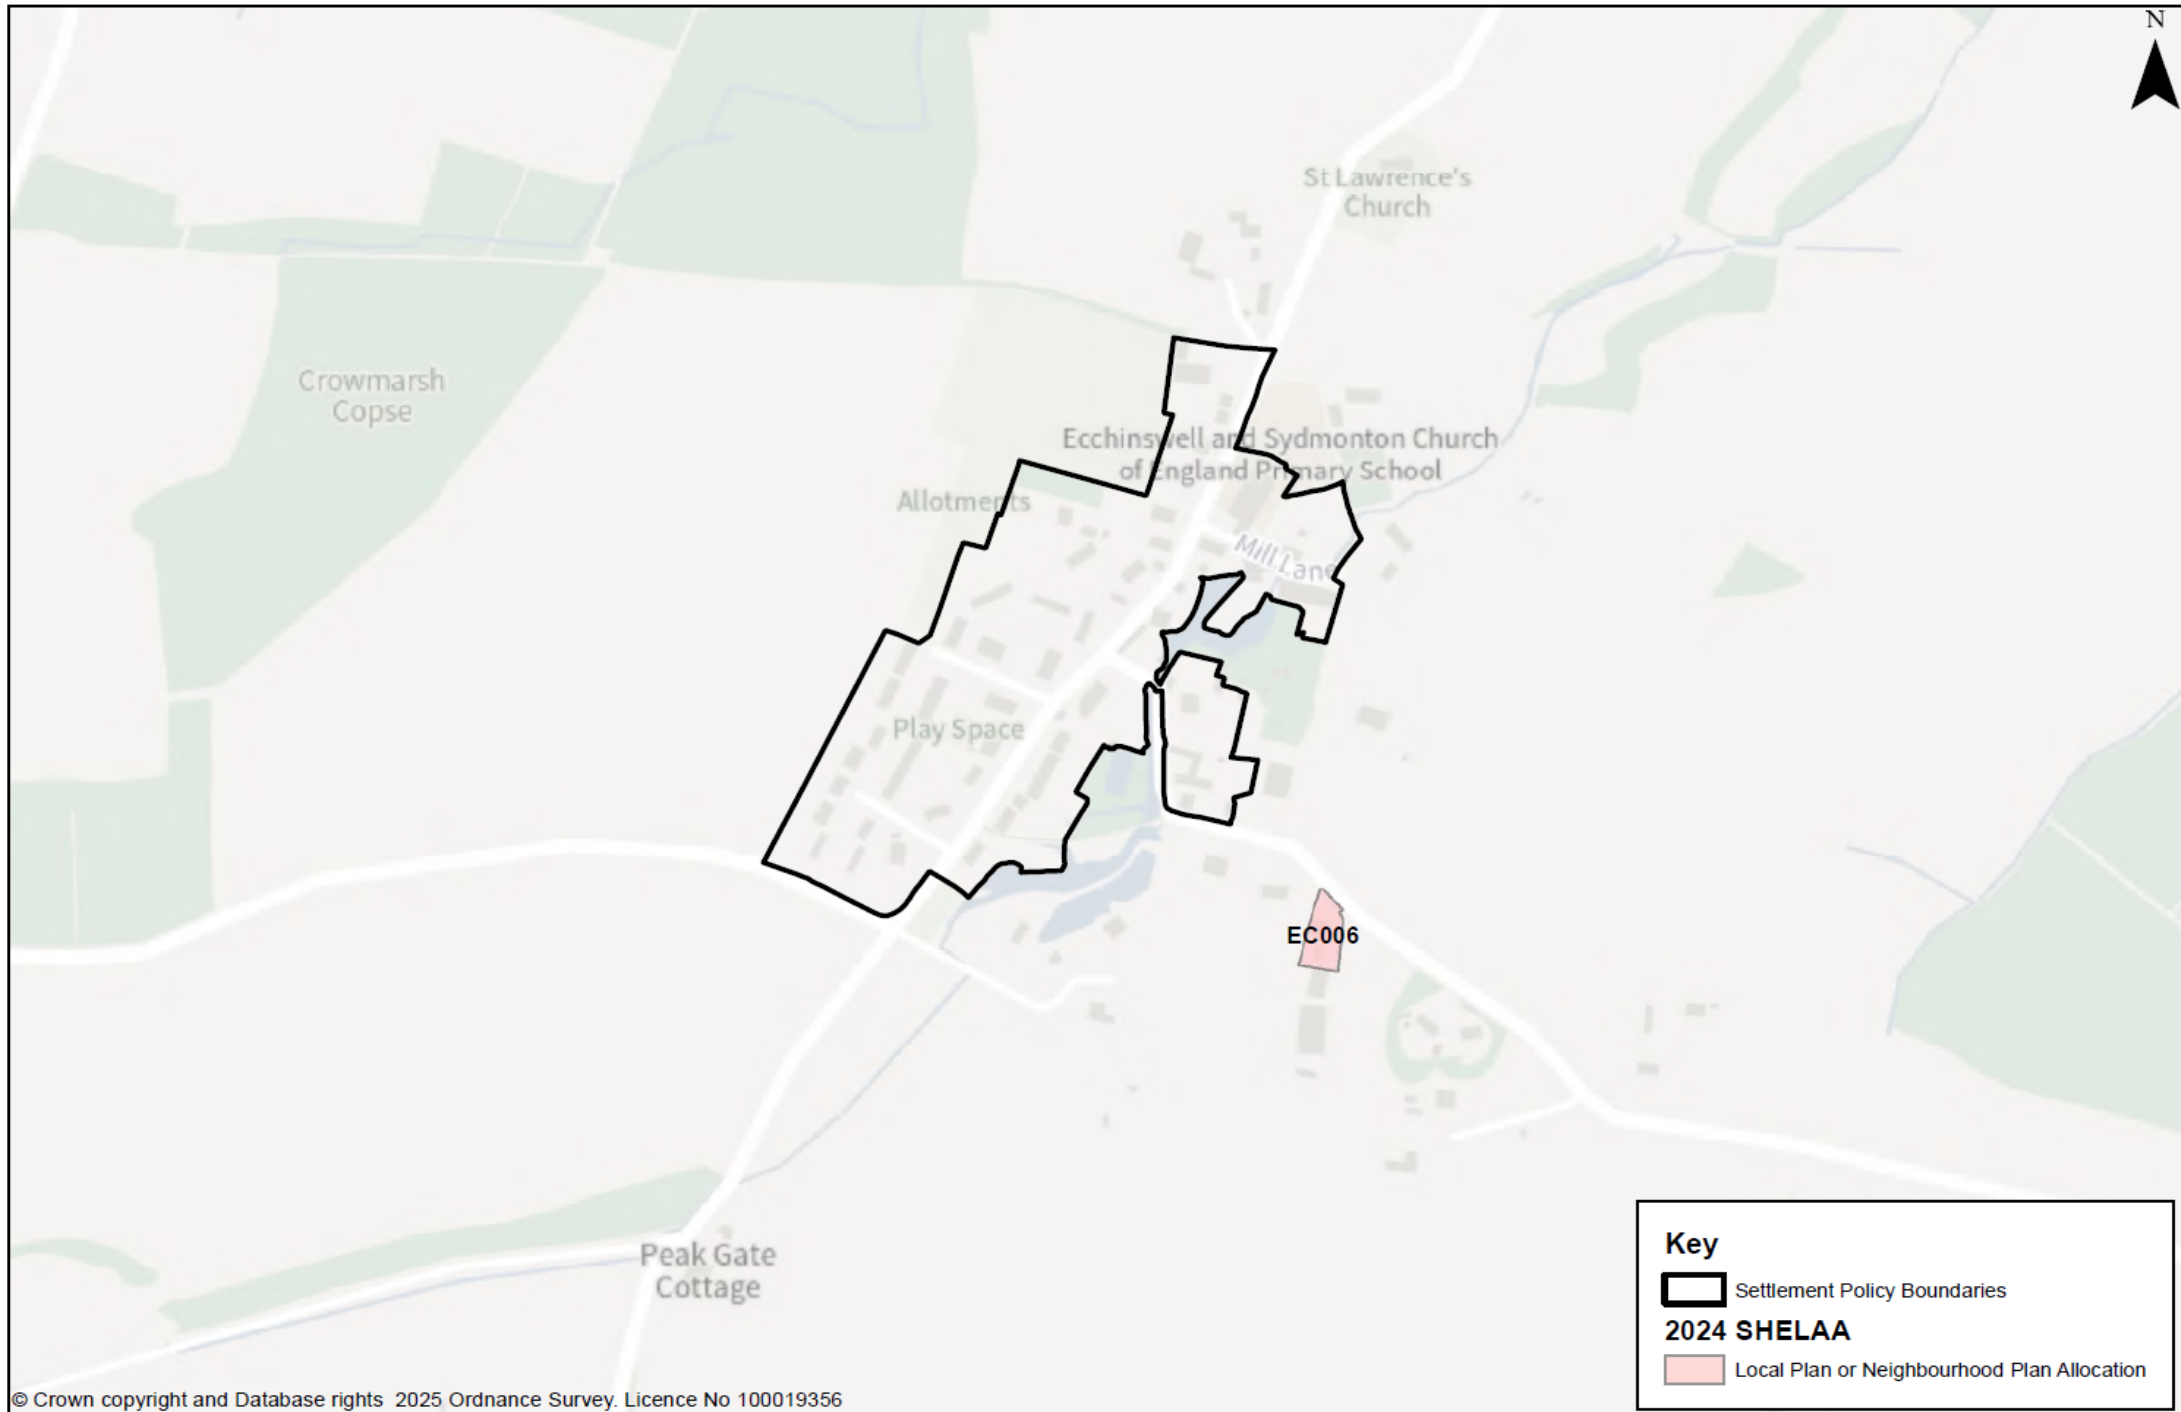 N
St Lawrence's
Church
Crowmarsh
Copse
Ecchinswell and Sydmonton Church
of England Primary School
Allotments
Mill Lane
Play Space
EC006
Peak Gate
Cottage
Key
Settlement Policy Boundaries
2024 SHELAA
Local Plan or Neighbourhood Plan Allocation
© Crown copyright and Database rights 2025 Ordnance Survey. Licence No 100019356